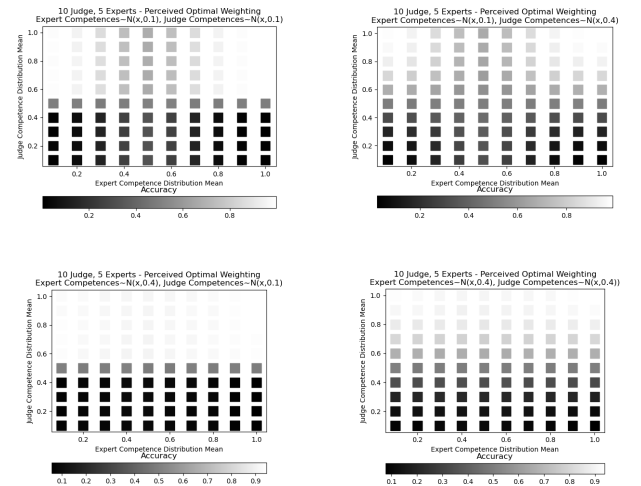 10 Judge, 5 Experts - Perceived Optimal Weighting
Expert Competences~N(x,0.1), Judge Competences~N(x,0.1)
Judge Competence Distribution Mean
1.0
0.8
0.6
0.4
0.2
0.2 0.4 0.6 0.8 1.0
Expert Competence Distribution Mean
Accuracy
0.2 0.4 0.6 0.8
10 Judge, 5 Experts - Perceived Optimal Weighting
Expert Competences~N(x,0.1), Judge Competences~N(x,0.4)
Judge Competence Distribution Mean
1.0
0.8
0.6
0.4
0.2
0.2 0.4 0.6 0.8 1.0
Expert Competence Distribution Mean
Accuracy
0.2 0.4 0.6 0.8
10 Judge, 5 Experts - Perceived Optimal Weighting
Expert Competences~N(x,0.4), Judge Competences~N(x,0.1)
Judge Competence Distribution Mean
1.0
0.8
0.6
0.4
0.2
0.2 0.4 0.6 0.8 1.0
Expert Competence Distribution Mean
Accuracy
0.1 0.2 0.3 0.4 0.5 0.6 0.7 0.8 0.9
10 Judge, 5 Experts - Perceived Optimal Weighting
Expert Competences~N(x,0.4), Judge Competences~N(x,0.4))
Judge Competence Distribution Mean
1.0
0.8
0.6
0.4
0.2
0.2 0.4 0.6 0.8 1.0
Expert Competence Distribution Mean
Accuracy
0.1 0.2 0.3 0.4 0.5 0.6 0.7 0.8 0.9